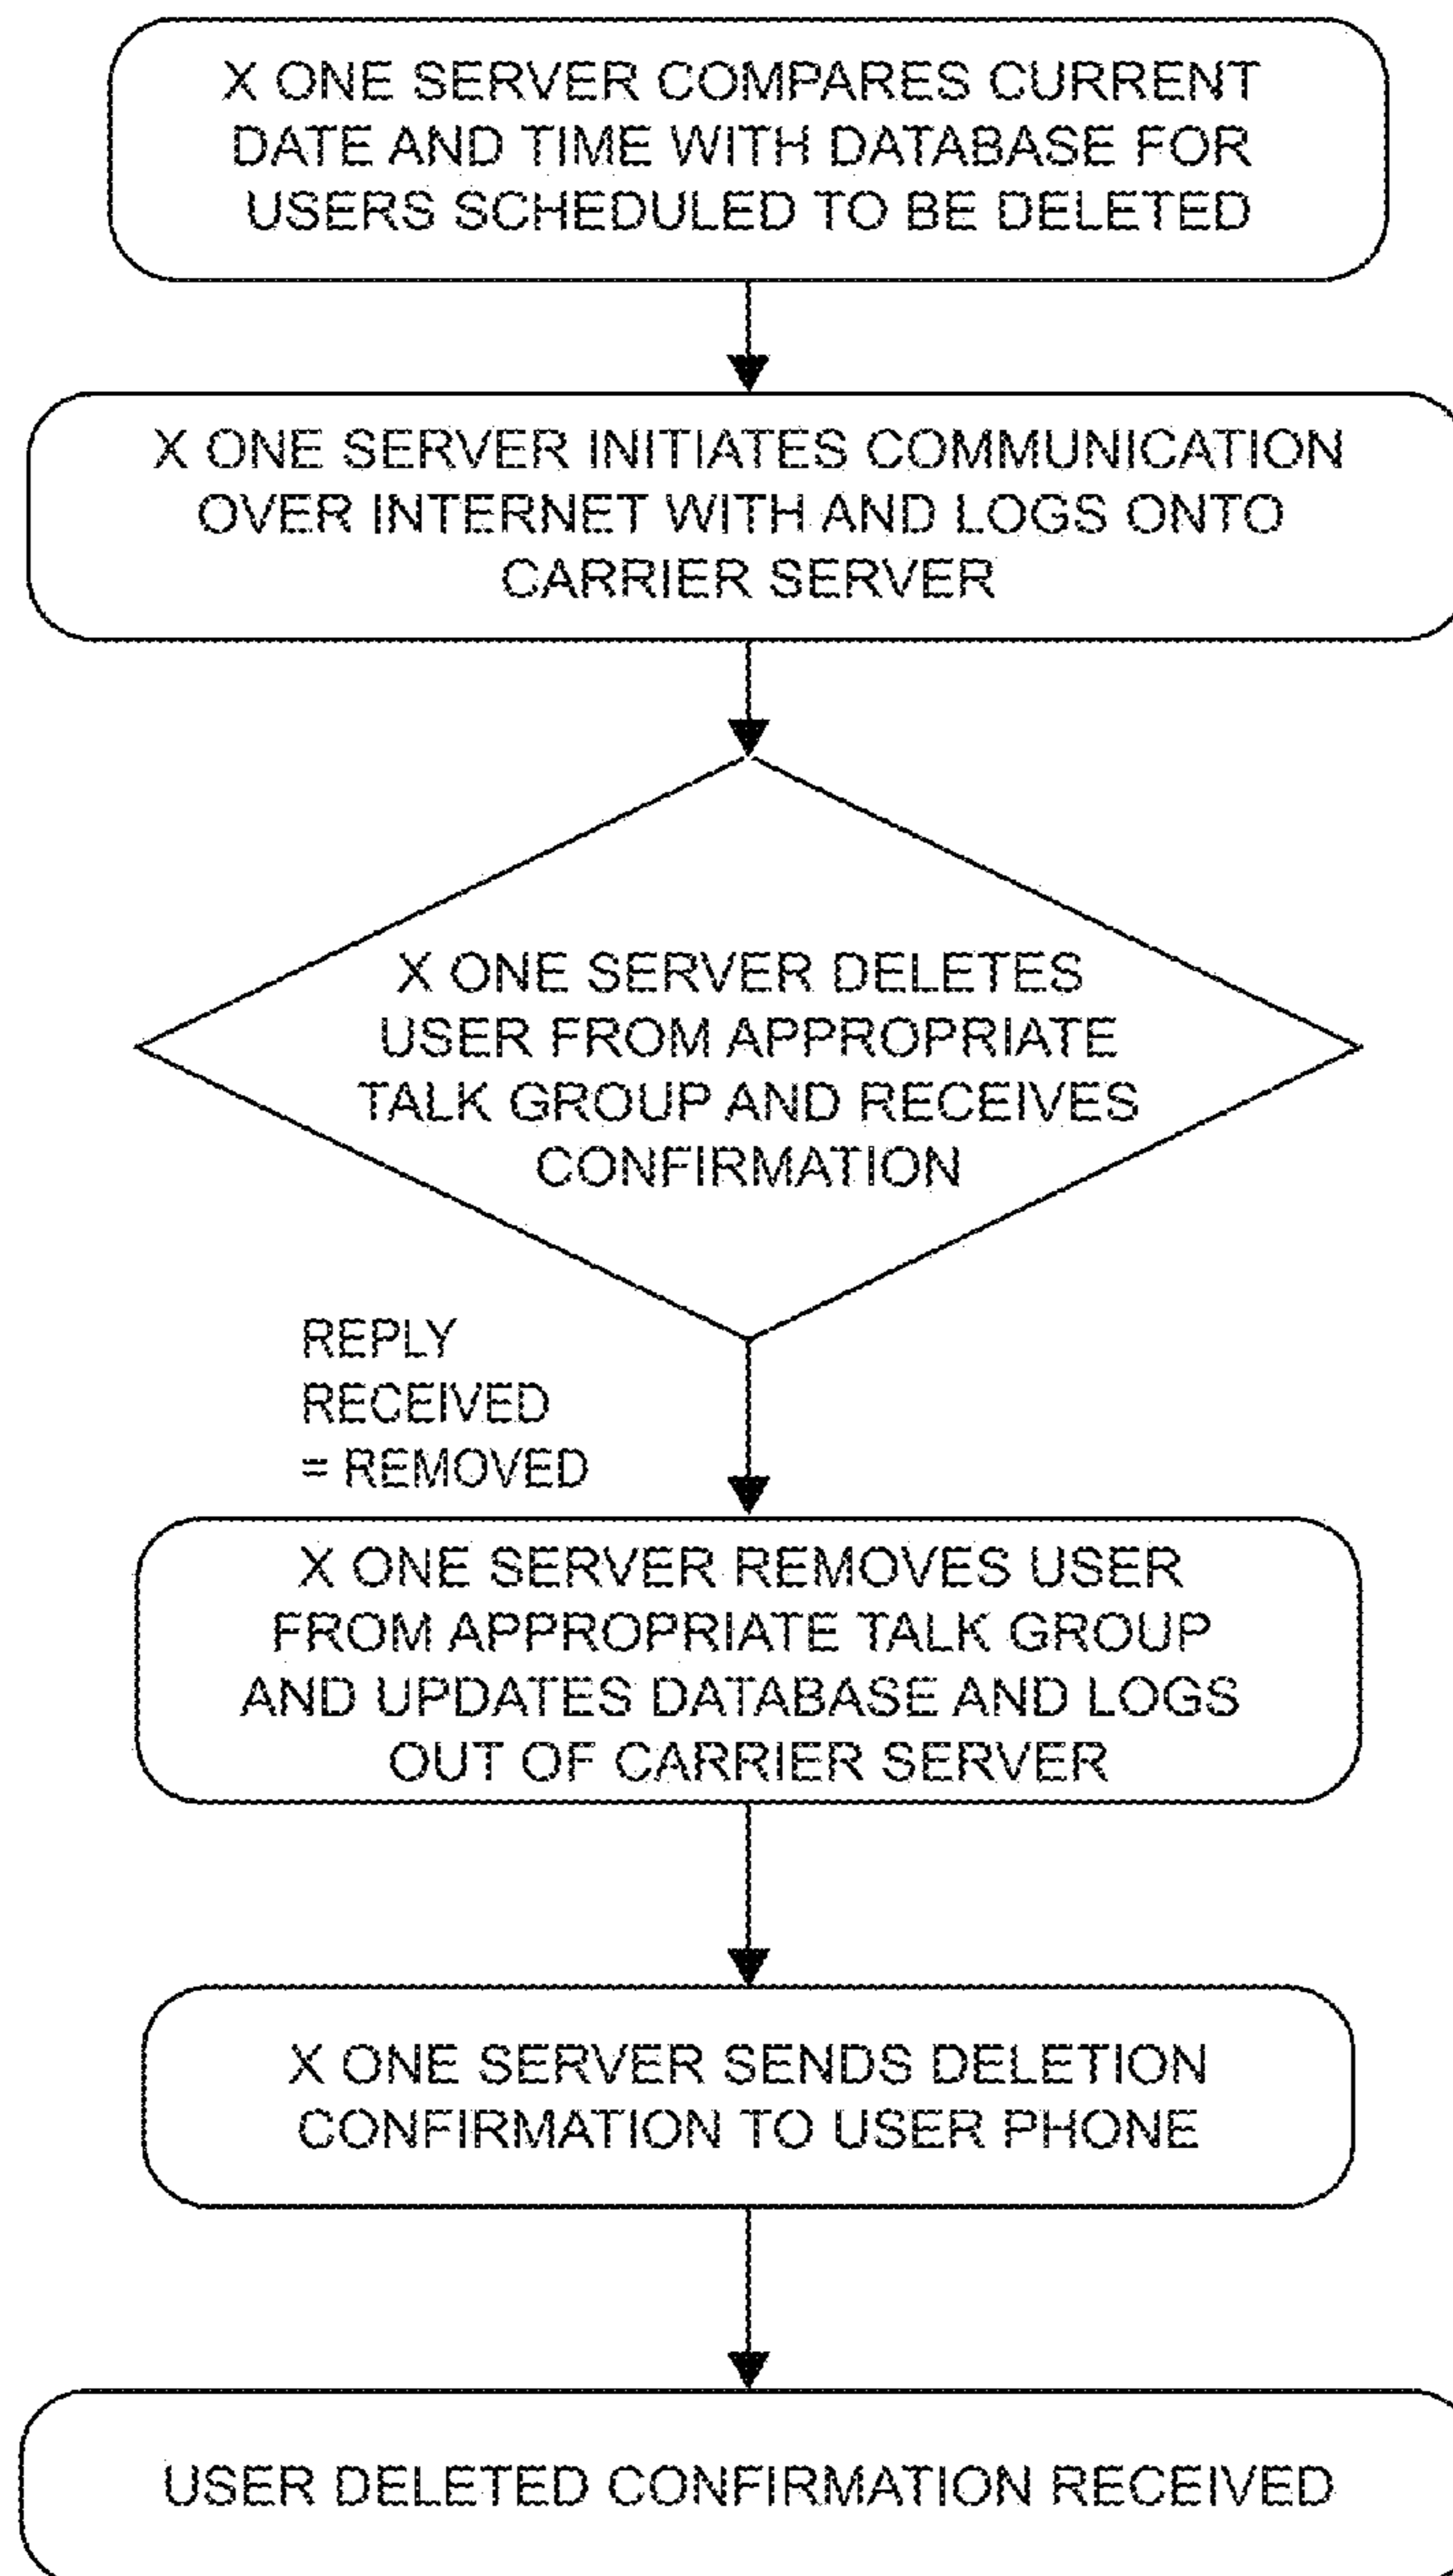 X ONE SERVER COMPARES CURRENT
DATE AND TIME WITH DATABASE FOR
USERS SCHEDULED TO BE DELETED
X ONE SERVER INITIATES COMMUNICATION
OVER INTERNET WITH AND LOGS ONTO
CARRIER SERVER
X ONE SERVER DELETES
USER FROM APPROPRIATE
TALK GROUP AND RECEIVES
CONFIRMATION
REPLY
RECEIVED
= REMOVED
X ONE SERVER REMOVES USER
FROM APPROPRIATE TALK GROUP
AND UPDATES DATABASE AND LOGS
OUT OF CARRIER SERVER
X ONE SERVER SENDS DELETION
CONFIRMATION TO USER PHONE
USER DELETED CONFIRMATION RECEIVED